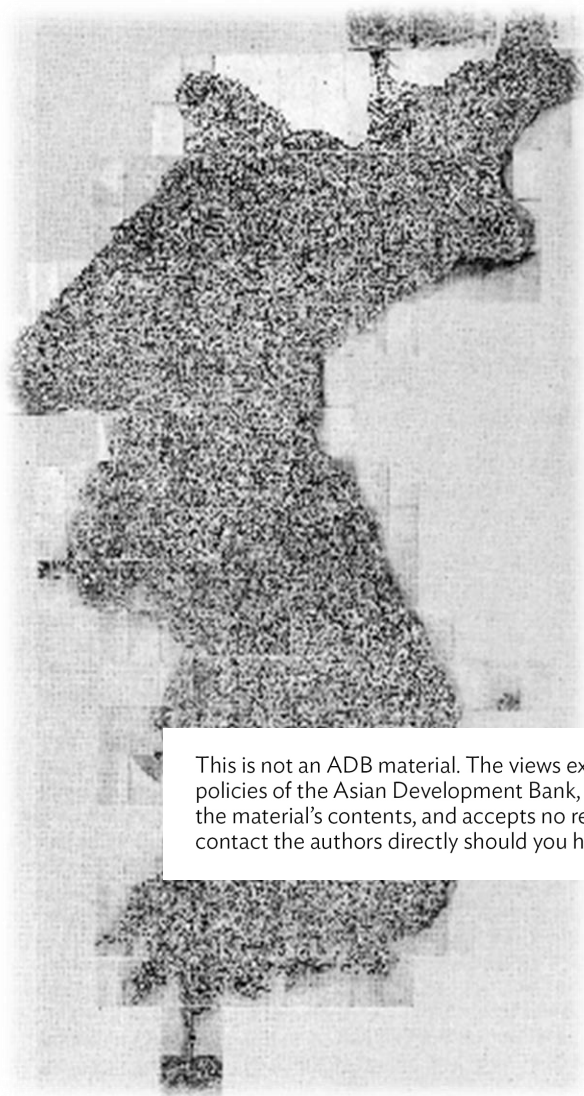 This is not an ADB material. The views ex
policies of the Asian Development Bank,
the material's contents, and accepts no re
contact the authors directly should you h